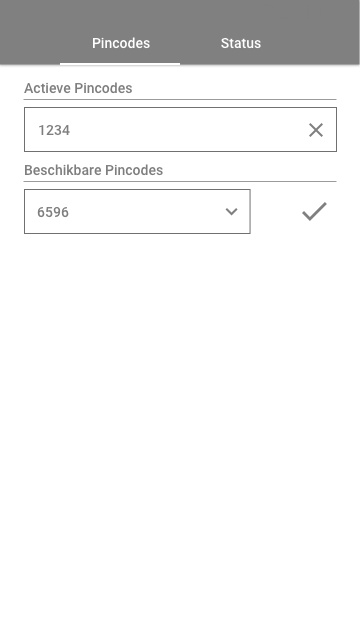 Pincodes Status
Actieve Pincodes
1234
Beschikbare Pincodes
6596